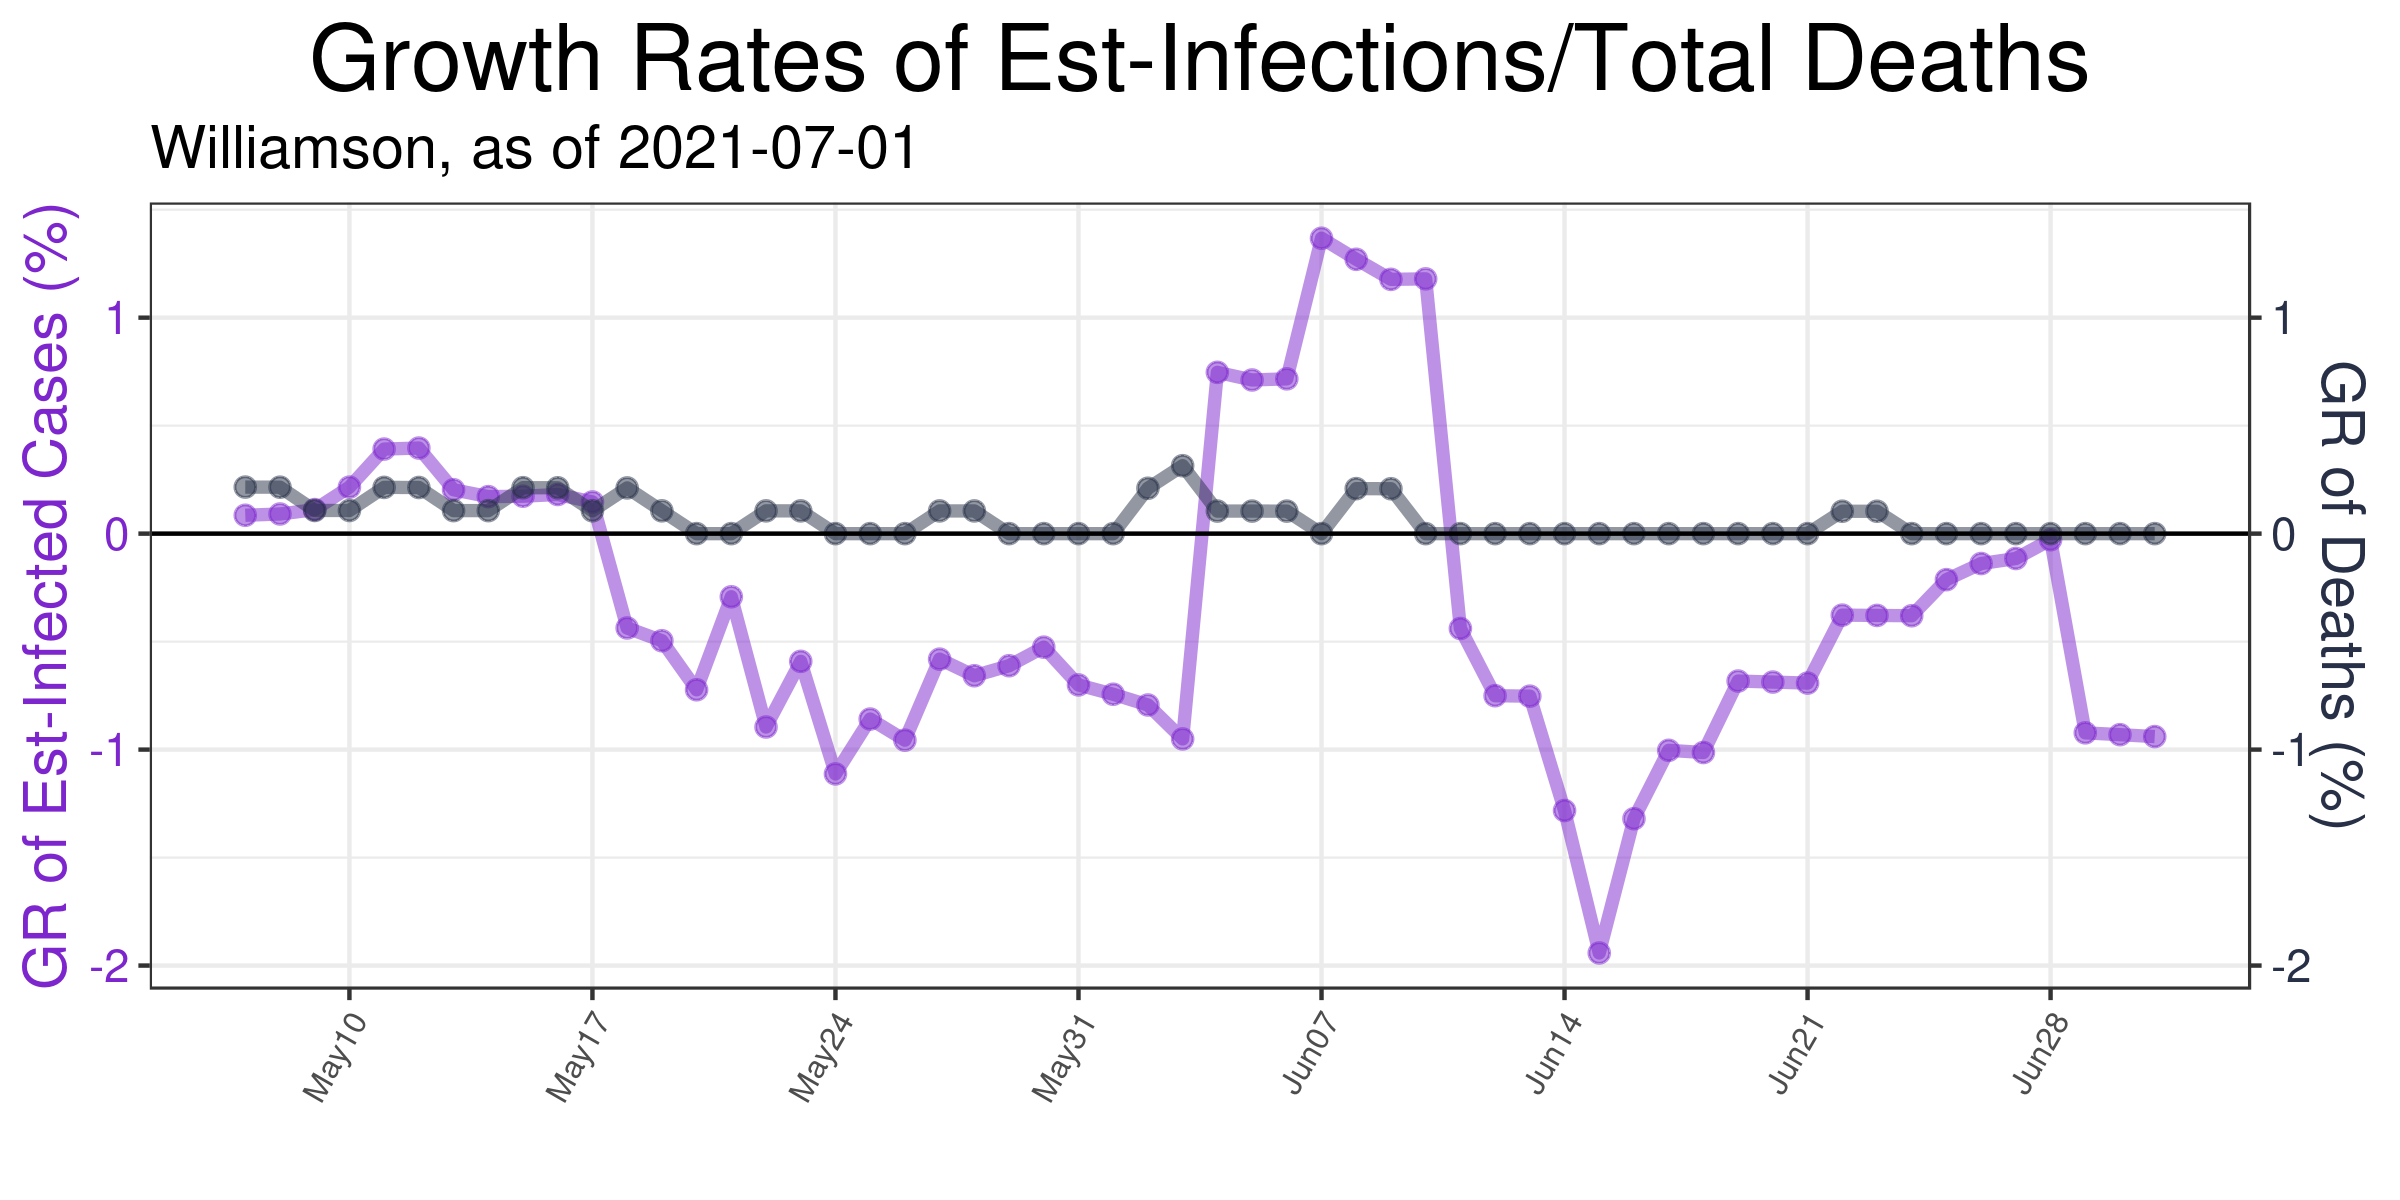 Growth Rates of Est-Infections/Total Deaths
Williamson, as of 2021-07-01
GR of Est-Infected Cases (%)
1
0
-1
-2
1
0
-1
-2
GR of Deaths (%)
May10
May17
May24
May31
Jun07
Jun14
Jun21
Jun28